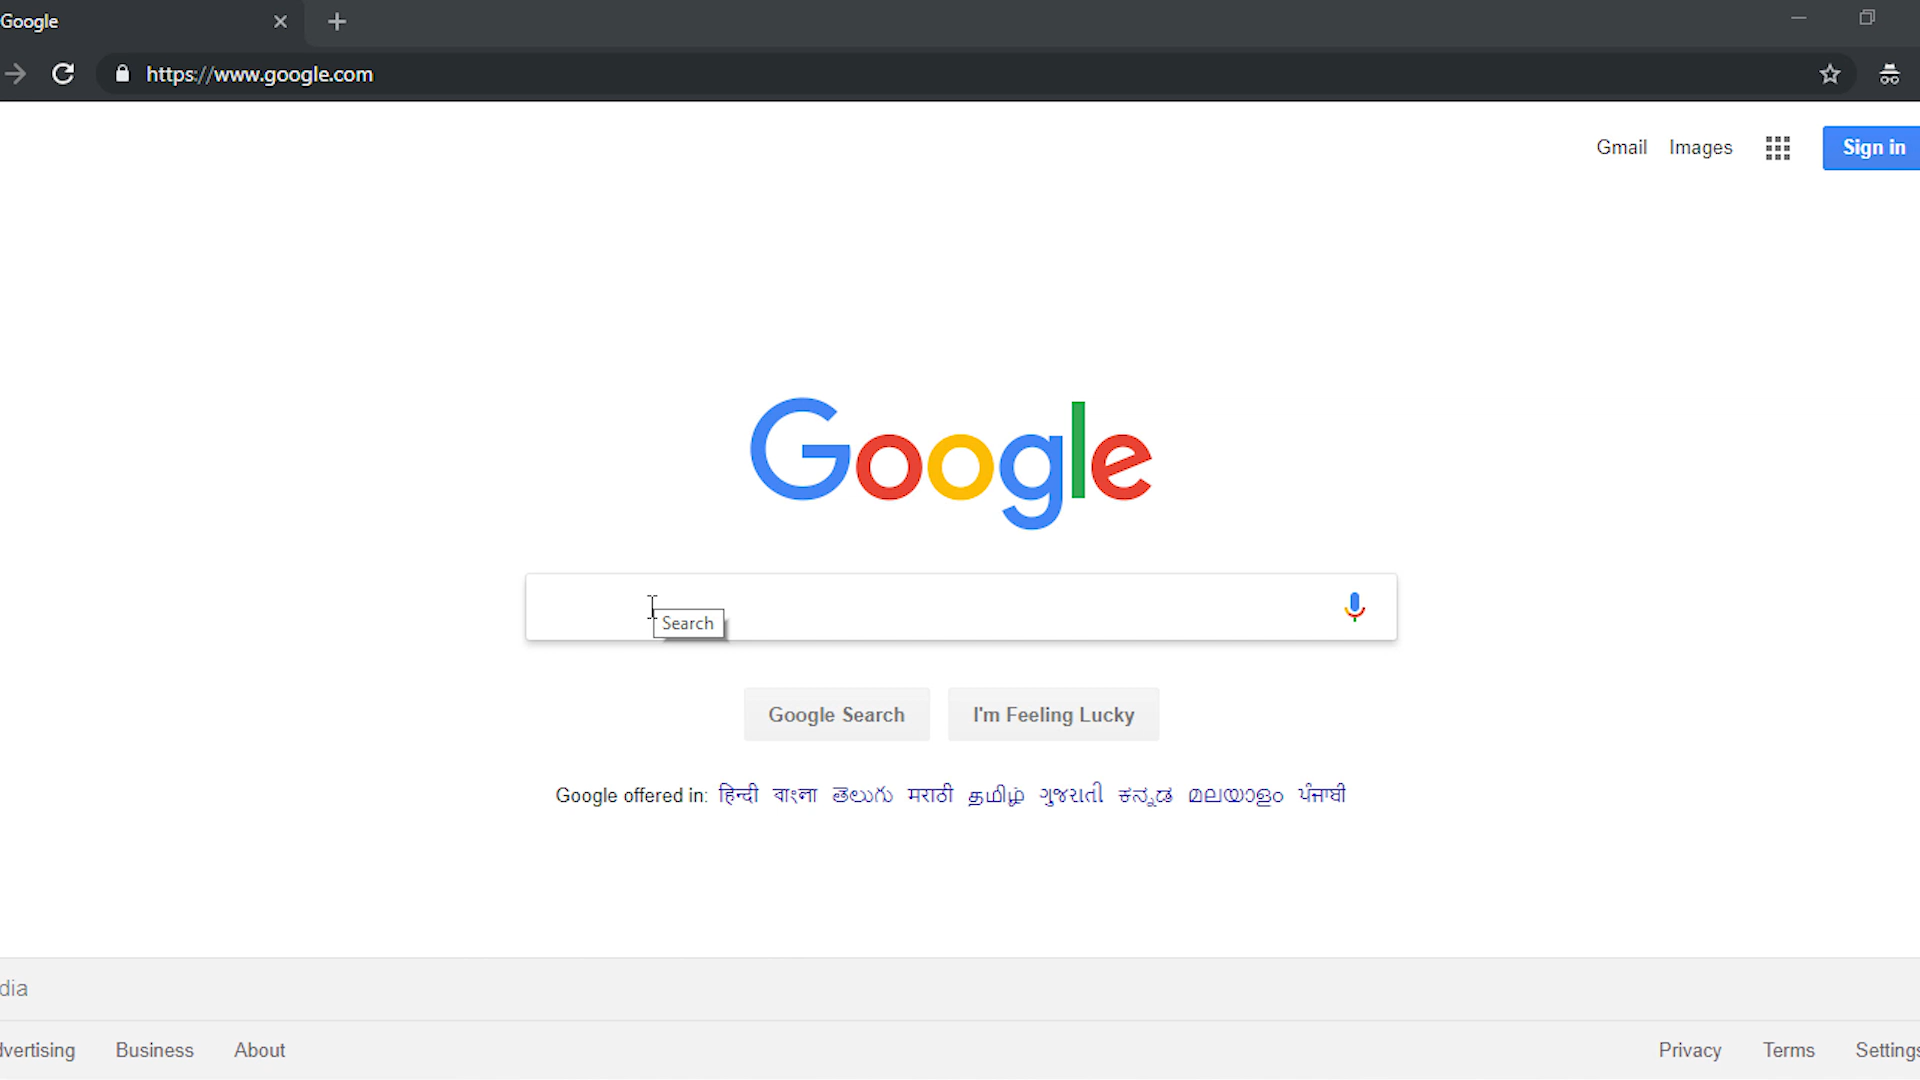 Google
https://www.google.com
Gmail Images
Sign in
Google
Search
Google Search I'm Feeling Lucky
Google offered in: हिन्दी বাংলা తెలుగు मराठी தமிழ் ગુજરાતી ಕನ್ನಡ മലയാളം ਪੰਜਾਬੀ
dia
dvertising Business About Privacy Terms Settings